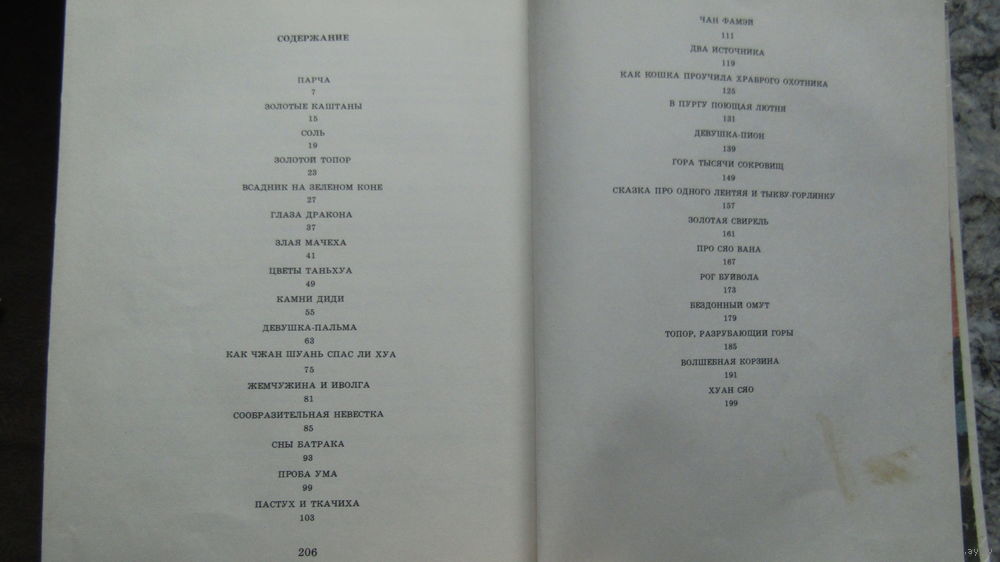 СОДЕРЖАНИЕ
ПАРЧА
7
ЗОЛОТЫЕ КАШТАНЫ
15
СОЛЬ
19
ЗОЛОТОЙ ТОПОР
23
ВСАДНИК НА ЗЕЛЕНОМ КОНЕ
27
ГЛАЗА ДРАКОНА
37
ЗЛАЯ МАЧЕХА
41
ЦВЕТЫ ТАНЬХУА
49
КАМНИ ДИДИ
55
ДЕВУШКА-ПАЛЬМА
63
КАК ЧЖАН ШУАНЬ СПАС ЛИ ХУА
75
ЖЕМЧУЖИНА И ИВОЛГА
81
СООБРАЗИТЕЛЬНАЯ НЕВЕСТКА
85
СНЫ БАТРАКА
93
ПРОБА УМА
99
ПАСТУХ И ТКАЧИХА
103
206
ЧАН ФАМЭЙ
111
ДВА ИСТОЧНИКА
119
КАК КОШКА ПРОУЧИЛА ХРАБРОГО ОХОТНИКА
125
В ПУРГУ ПОЮЩАЯ ЛЮТНЯ
131
ДЕВУШКА-ПИОН
139
ГОРА ТЫСЯЧИ СОКРОВИЩ
149
СКАЗКА ПРО ОДНОГО ЛЕНТЯЯ И ТЫКВУ-ГОРЛЯНКУ
157
ЗОЛОТАЯ СВИРЕЛЬ
161
ПРО СЯО ВАНА
167
РОГ БУЙВОЛА
173
БЕЗДОННЫЙ ОМУТ
179
ТОПОР, РАЗРУБАЮЩИЙ ГОРЫ
185
ВОЛШЕБНАЯ КОРЗИНА
191
ХУАН СЯО
199